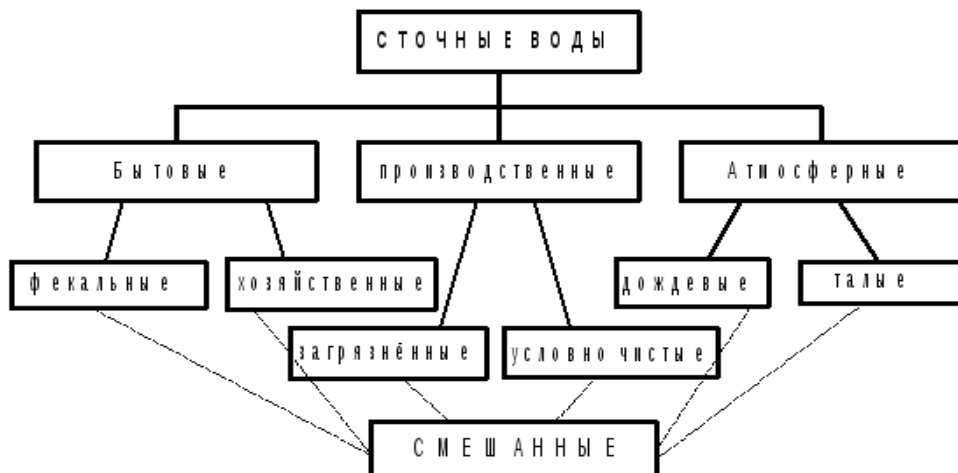 СТОЧНЫЕ ВОДЫ
Бытовые
производственные
Атмосферные
фекальные
хозяйственные
дождевые
талые
загрязнённые
условно чистые
СМЕШАННЫЕ